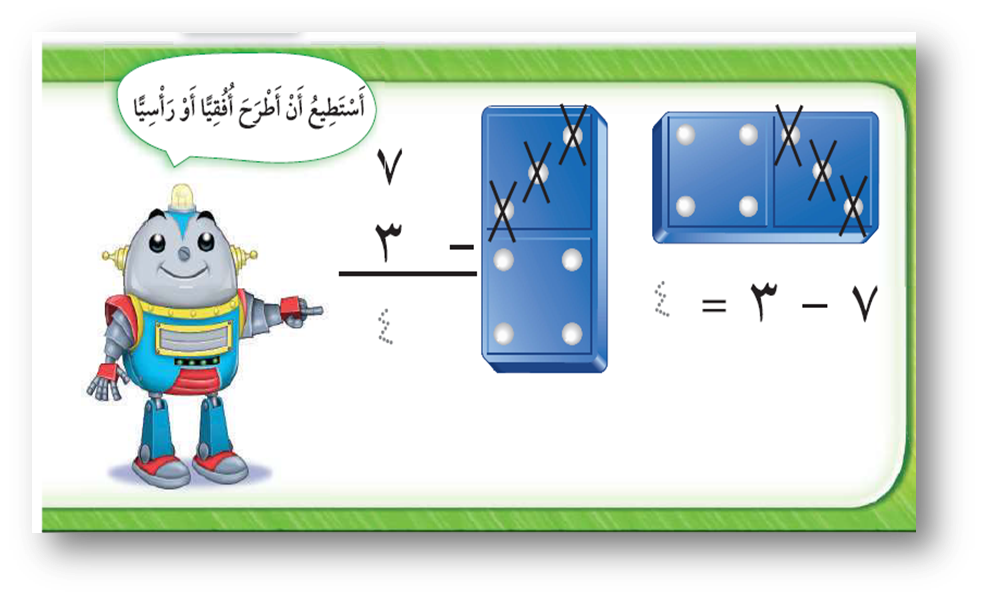 أَسْتَطِيعُ أَنْ أَطْرَحَ أُفُقِيًّا أَوْ رَأْسِيًّا
٧ − ٣ = ٤
٧
− ٣
٤